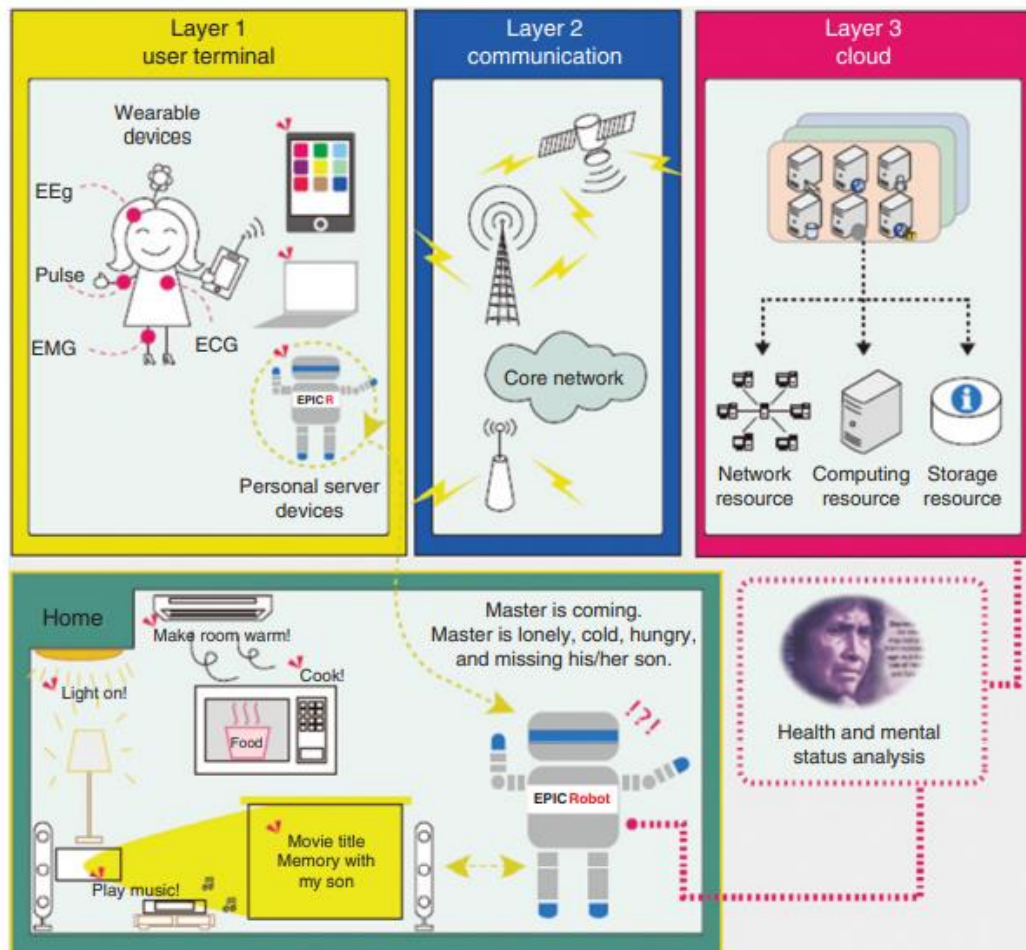 Layer 1
user terminal
Wearable
devices
EEg
Pulse
EMG
ECG
EPIC R
Personal server
devices
Layer 2
communication
Core network
Layer 3
cloud
Network
resource
Computing
resource
Storage
resource
Home
Make room warm!
Light on!
Cook!
Food
Movie title
Memory with
my son
Play music!
Master is coming.
Master is lonely, cold, hungry,
and missing his/her son.
!?!
EPIC Robot
Health and mental
status analysis